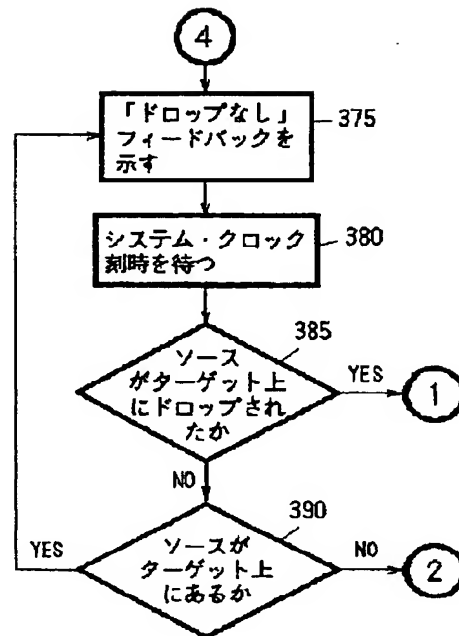 4
「ドロップなし」
フィードバックを
示す
375
システム・クロック
刻時を待つ
380
385
ソース
がターゲット上
にドロップされ
たか
YES
1
NO
390
YES
ソースが
ターゲット上
にあるか
NO
2